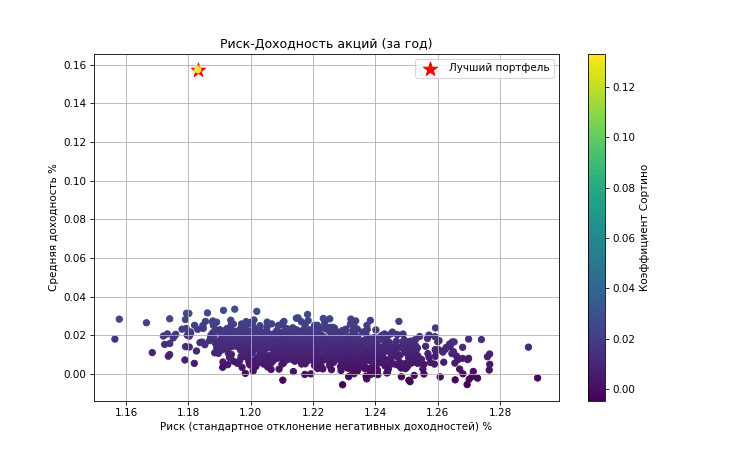 Риск-Доходность акций (за год)
Лучший портфель
0.16
0.14
0.12
0.10
0.08
0.06
0.04
0.02
0.00
Средняя доходность %
1.16 1.18 1.20 1.22 1.24 1.26 1.28
Риск (стандартное отклонение негативных доходностей) %
0.12
0.10
0.08
0.06
0.04
0.02
0.00
Коэффициент Сортино